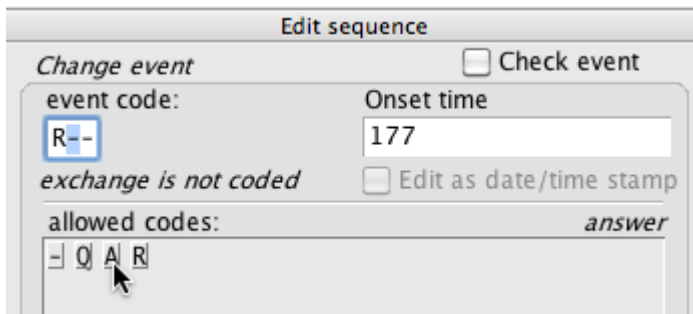 Edit sequence
Change event Check event
event code: Onset time
R-- 177
exchange is not coded Edit as date/time stamp
allowed codes: answer
- Q A R